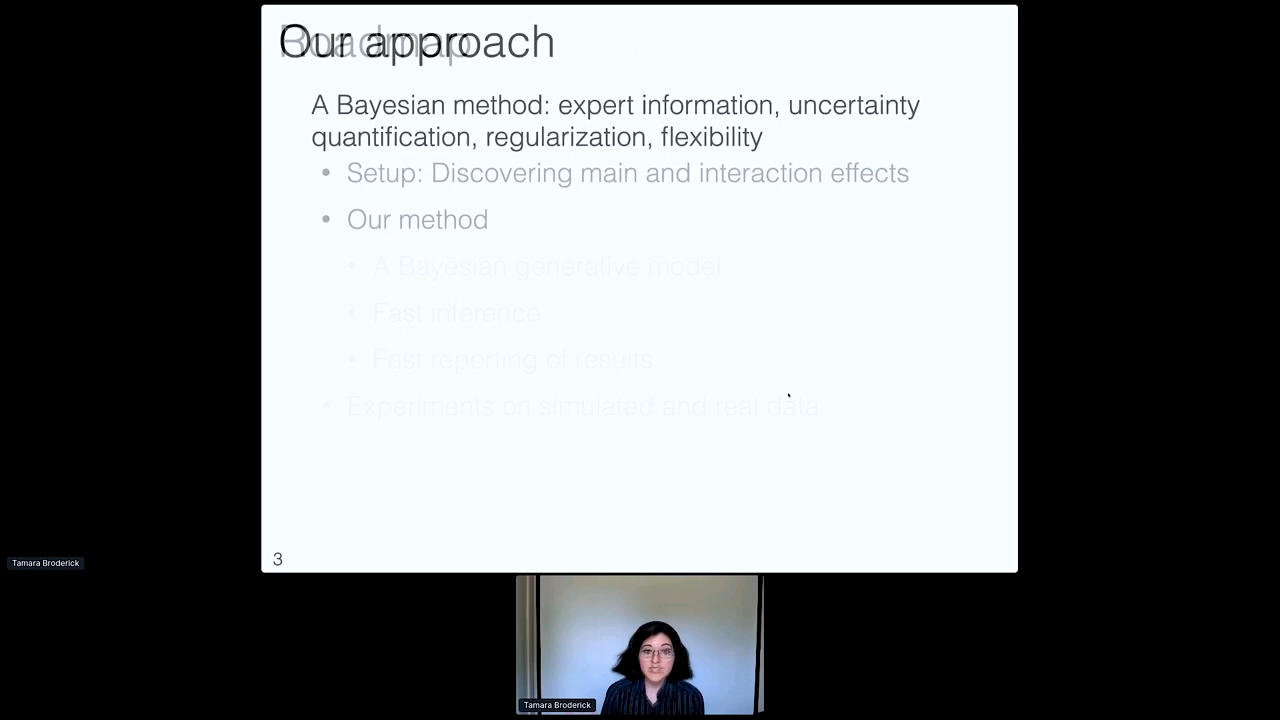 Roadmap
Our approach
A Bayesian method: expert information, uncertainty
quantification, regularization, flexibility
• Setup: Discovering main and interaction effects
• Our method
• A Bayesian generative model
• Fast inference
• Fast reporting of results
• Experiments on simulated and real data
3
Tamara Broderick
Tamara Broderick